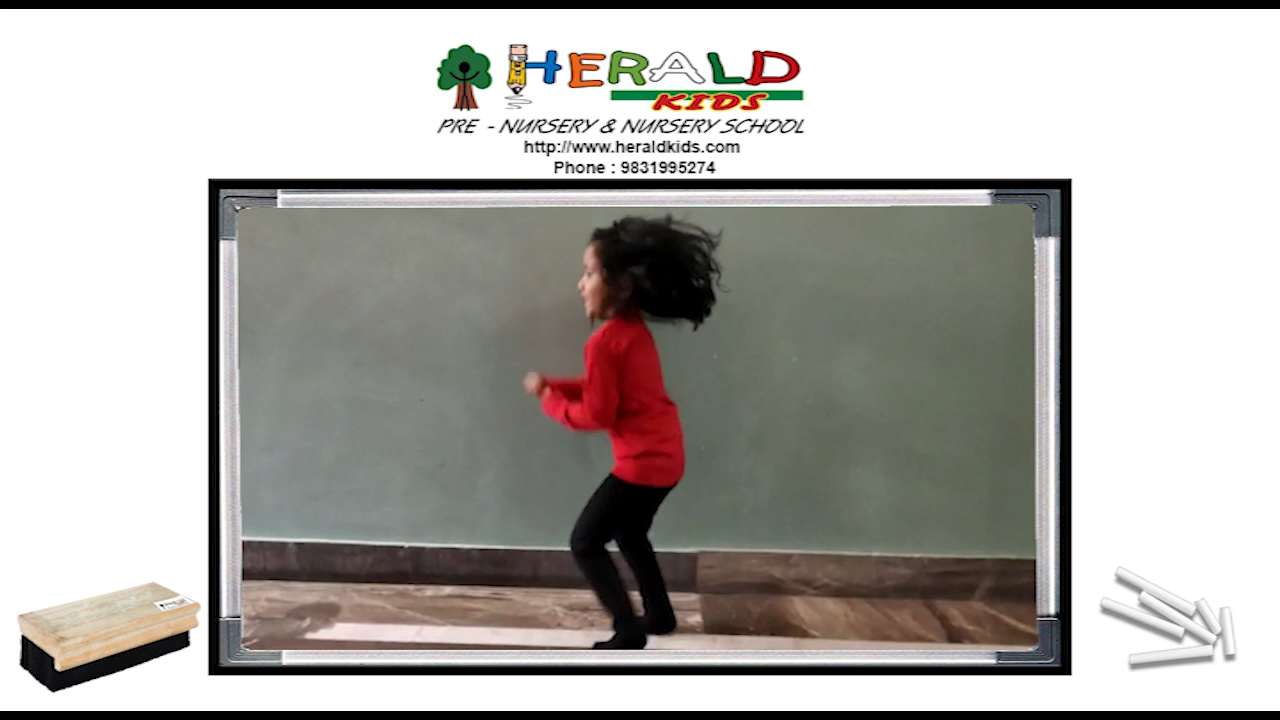 HERALD
KIDS
PRE - NURSERY & NURSERY SCHOOL
http://www.heraldkids.com
Phone : 9831995274